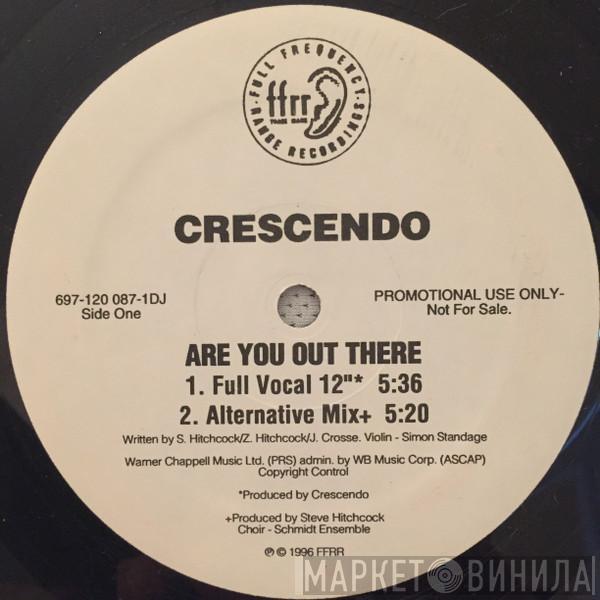 FULL FREQUENCY
ffrr
TRADE MARK
RANGE RECORDINGS
CRESCENDO
697-120 087-1DJ
Side One
PROMOTIONAL USE ONLY-
Not For Sale.
ARE YOU OUT THERE
1. Full Vocal 12"* 5:36
2. Alternative Mix+ 5:20
Written by S. Hitchcock/Z. Hitchcock/J. Crosse. Violin - Simon Standage
Warner Chappell Music Ltd. (PRS) admin. by WB Music Corp. (ASCAP)
Copyright Control
*Produced by Crescendo
+Produced by Steve Hitchcock
Choir - Schmidt Ensemble
℗ © 1996 FFRR
МАРКЕТ ВИНИЛА